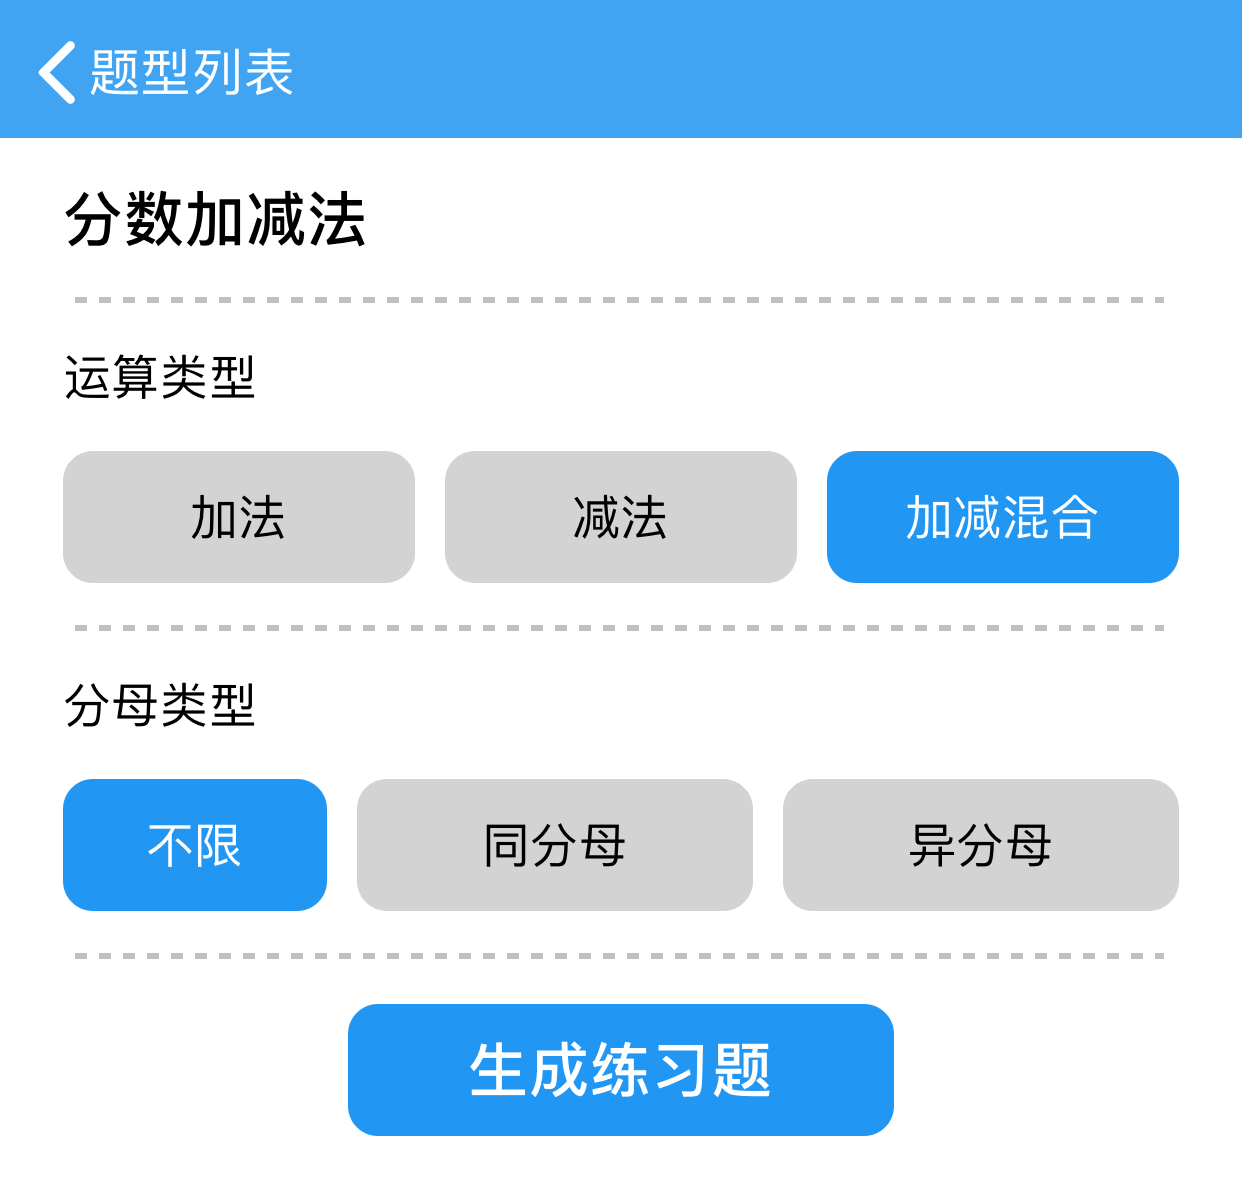 题型列表
分数加减法
运算类型
加法 减法 加减混合
分母类型
不限 同分母 异分母
生成练习题